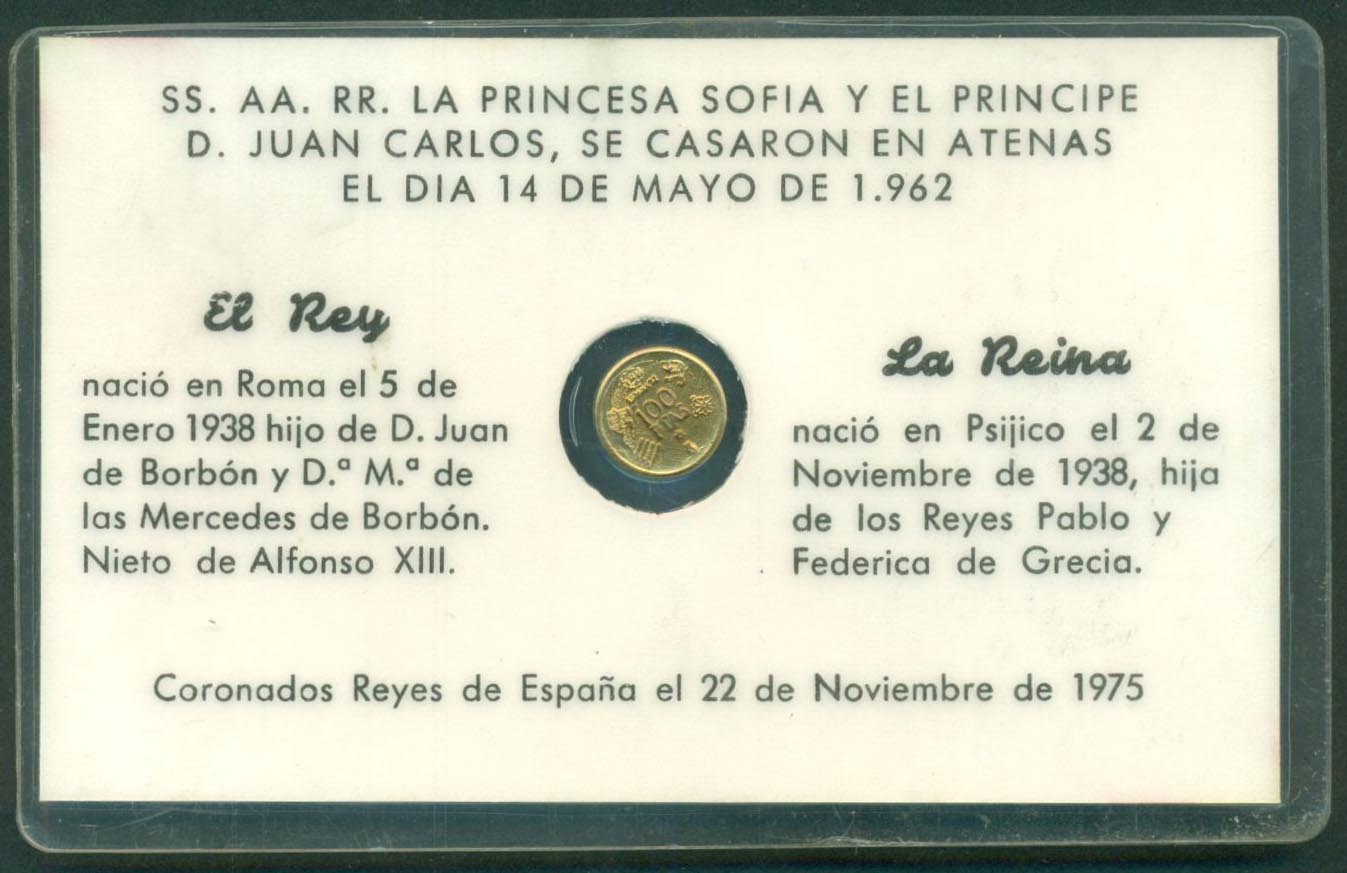 SS. AA. RR. LA PRINCESA SOFIA Y EL PRINCIPE
D. JUAN CARLOS, SE CASARON EN ATENAS
EL DIA 14 DE MAYO DE 1.962
El Rey
nació en Roma el 5 de
Enero 1938 hijo de D. Juan
de Borbón y D.ª M.ª de
las Mercedes de Borbón.
Nieto de Alfonso XIII.
100
La Reina
nació en Psijico el 2 de
Noviembre de 1938, hija
de los Reyes Pablo y
Federica de Grecia.
Coronados Reyes de España el 22 de Noviembre de 1975